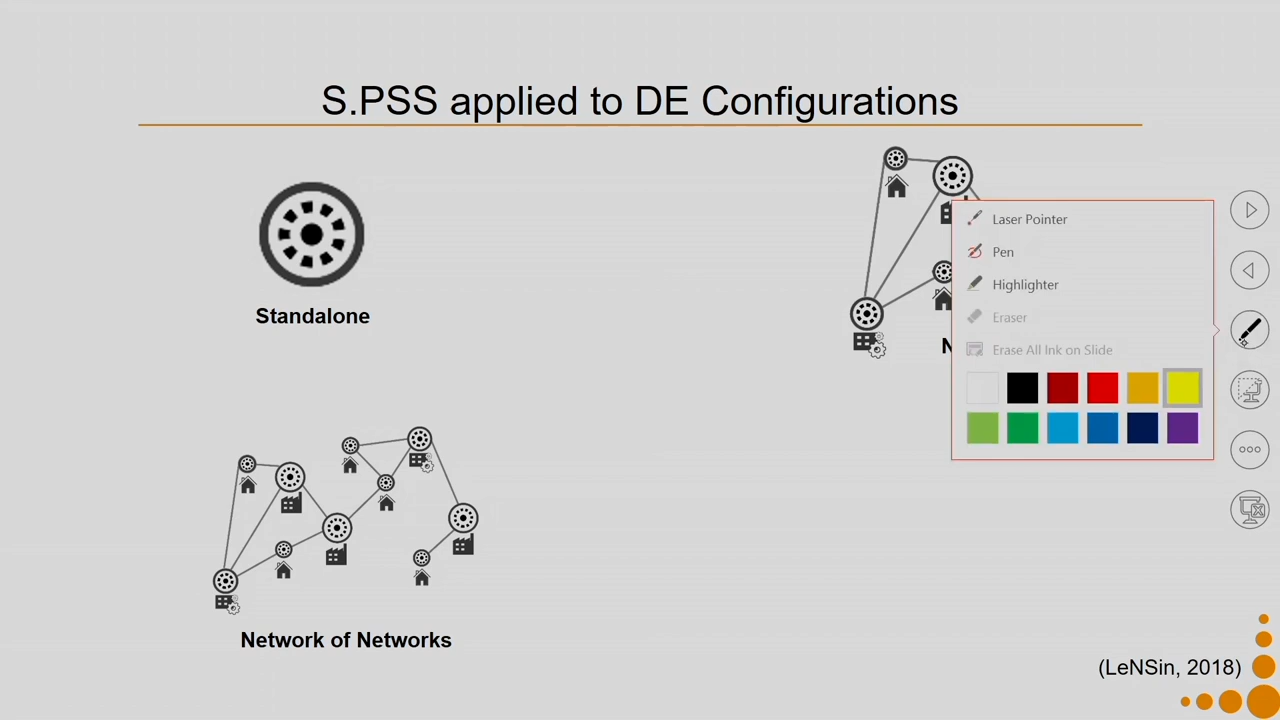 S.PSS applied to DE Configurations
Standalone
Laser Pointer
Pen
Highlighter
Eraser
Erase All Ink on Slide
N
Network of Networks
(LeNSin, 2018)